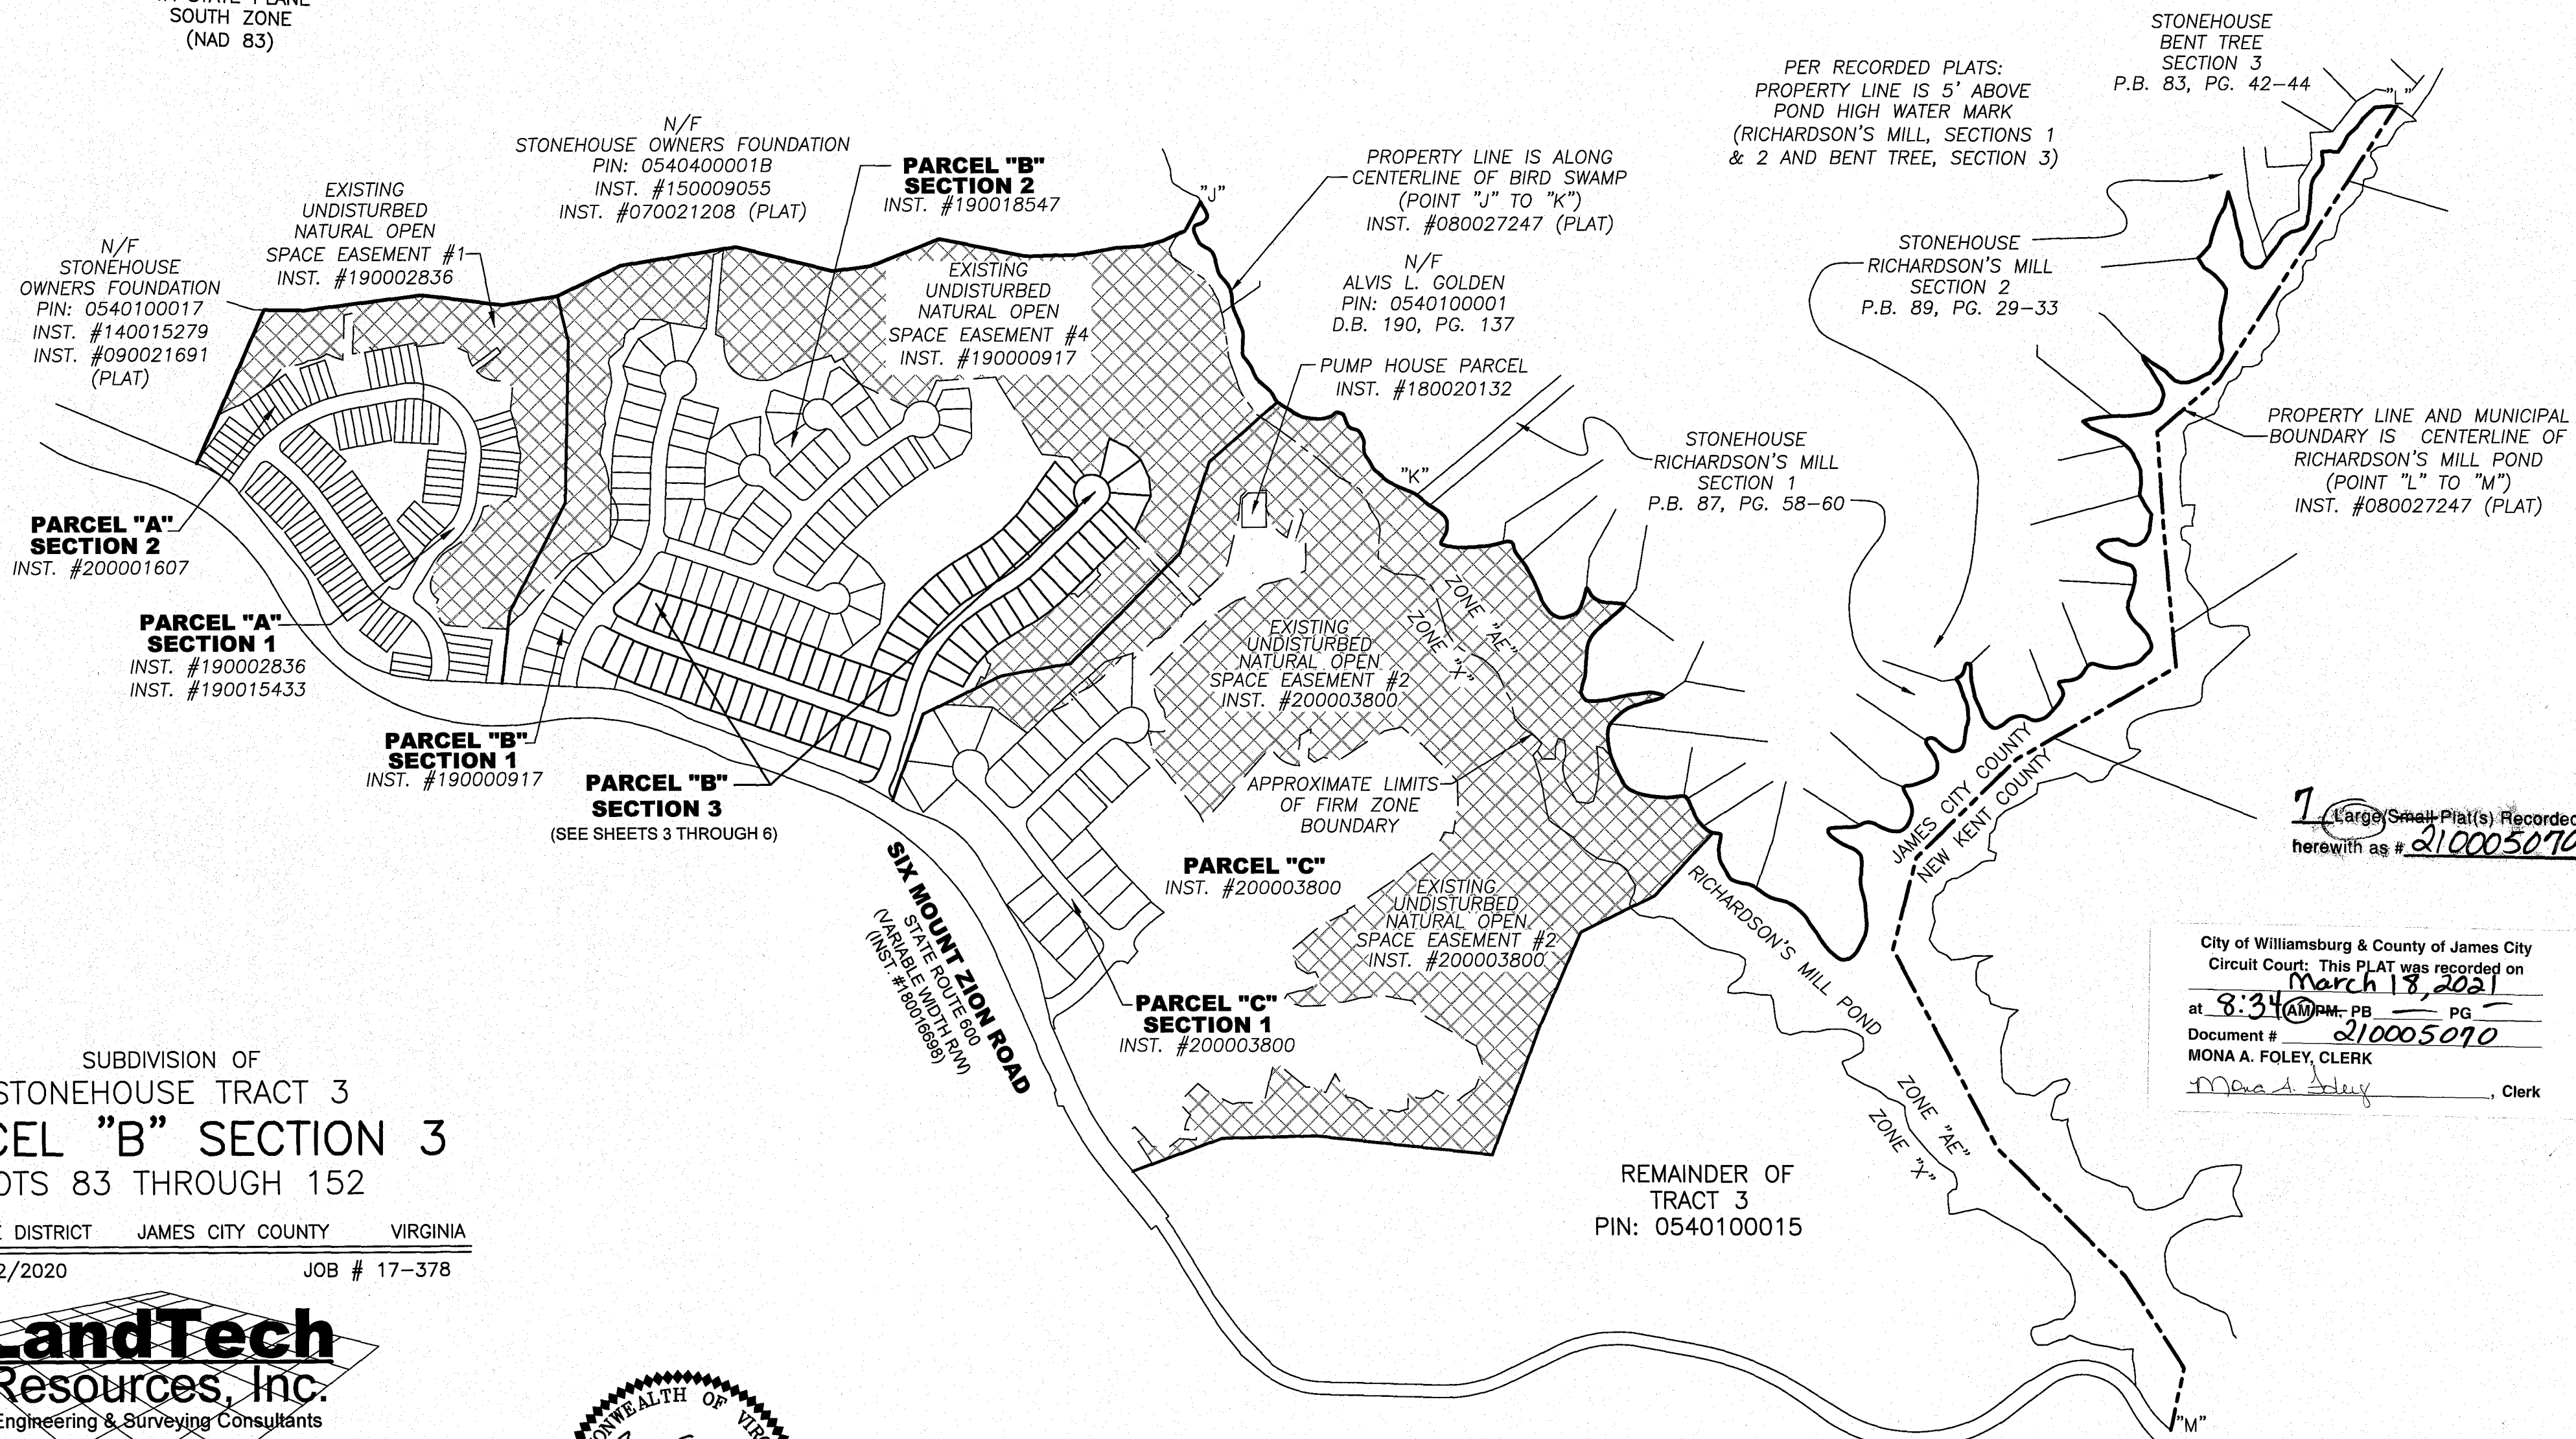 SOUTH ZONE
(NAD 83)
N/F
STONEHOUSE
OWNERS FOUNDATION
PIN: 0540100017
INST. #140015279
INST. #090021691
(PLAT)
EXISTING
UNDISTURBED
NATURAL OPEN
SPACE EASEMENT #1
INST. #190002836
N/F
STONEHOUSE OWNERS FOUNDATION
PIN: 0540400001B
INST. #150009055
INST. #070021208 (PLAT)
PARCEL "B"
SECTION 2
INST. #190018547
EXISTING
UNDISTURBED
NATURAL OPEN
SPACE EASEMENT #4
INST. #190000917
"J"
PROPERTY LINE IS ALONG
CENTERLINE OF BIRD SWAMP
(POINT "J" TO "K")
INST. #080027247 (PLAT)
N/F
ALVIS L. GOLDEN
PIN: 0540100001
D.B. 190, PG. 137
PUMP HOUSE PARCEL
INST. #180020132
"K"
PER RECORDED PLATS:
PROPERTY LINE IS 5' ABOVE
POND HIGH WATER MARK
(RICHARDSON'S MILL, SECTIONS 1
& 2 AND BENT TREE, SECTION 3)
STONEHOUSE
BENT TREE
SECTION 3
P.B. 83, PG. 42-44
"L"
STONEHOUSE
RICHARDSON'S MILL
SECTION 2
P.B. 89, PG. 29-33
STONEHOUSE
RICHARDSON'S MILL
SECTION 1
P.B. 87, PG. 58-60
PROPERTY LINE AND MUNICIPAL
BOUNDARY IS CENTERLINE OF
RICHARDSON'S MILL POND
(POINT "L" TO "M")
INST. #080027247 (PLAT)
PARCEL "A"
SECTION 2
INST. #200001607
PARCEL "A"
SECTION 1
INST. #190002836
INST. #190015433
PARCEL "B"
SECTION 1
INST. #190000917
PARCEL "B"
SECTION 3
(SEE SHEETS 3 THROUGH 6)
ZONE "AE"
ZONE "X"
EXISTING
UNDISTURBED
NATURAL OPEN
SPACE EASEMENT #2
INST. #200003800
APPROXIMATE LIMITS
OF FIRM ZONE
BOUNDARY
PARCEL "C"
INST. #200003800
EXISTING
UNDISTURBED
NATURAL OPEN
SPACE EASEMENT #2
INST. #200003800
PARCEL "C"
SECTION 1
INST. #200003800
SIX MOUNT ZION ROAD
STATE ROUTE 600
(VARIABLE WIDTH R/W)
(INST. #180016698)
RICHARDSON'S MILL POND
JAMES CITY COUNTY
NEW KENT COUNTY
ZONE "AE"
ZONE "X"
REMAINDER OF
TRACT 3
PIN: 0540100015
"M"
7 Large/Small Plat(s) Recorded
herewith as # 210005070
City of Williamsburg & County of James City
Circuit Court: This PLAT was recorded on
March 18, 2021
at 8:34 AM/PM, PB — PG —
Document # 210005070
MONA A. FOLEY, CLERK
Mona A. Foley, Clerk
SUBDIVISION OF
STONEHOUSE TRACT 3
CEL "B" SECTION 3
OTS 83 THROUGH 152
DISTRICT JAMES CITY COUNTY VIRGINIA
2/2020 JOB # 17-378
LandTech
Resources, Inc.
Engineering & Surveying Consultants
ONWEALTH OF VIRG